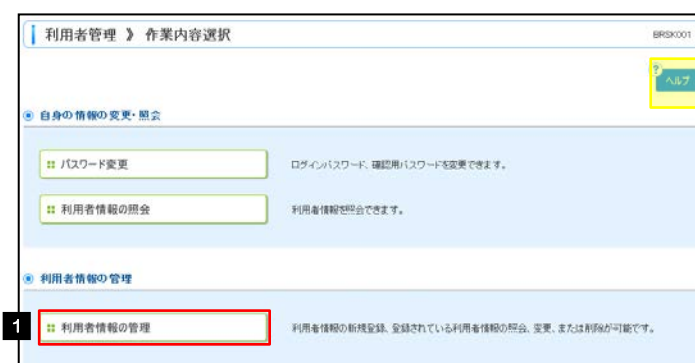 利用者管理 》 作業内容選択
BRSK001
? ヘルプ
自身の情報の変更・照会
パスワード変更
ログインパスワード、確認用パスワードを変更できます。
利用者情報の照会
利用者情報を照会できます。
利用者情報の管理
1
利用者情報の管理
利用者情報の新規登録、登録されている利用者情報の照会、変更、または削除が可能です。